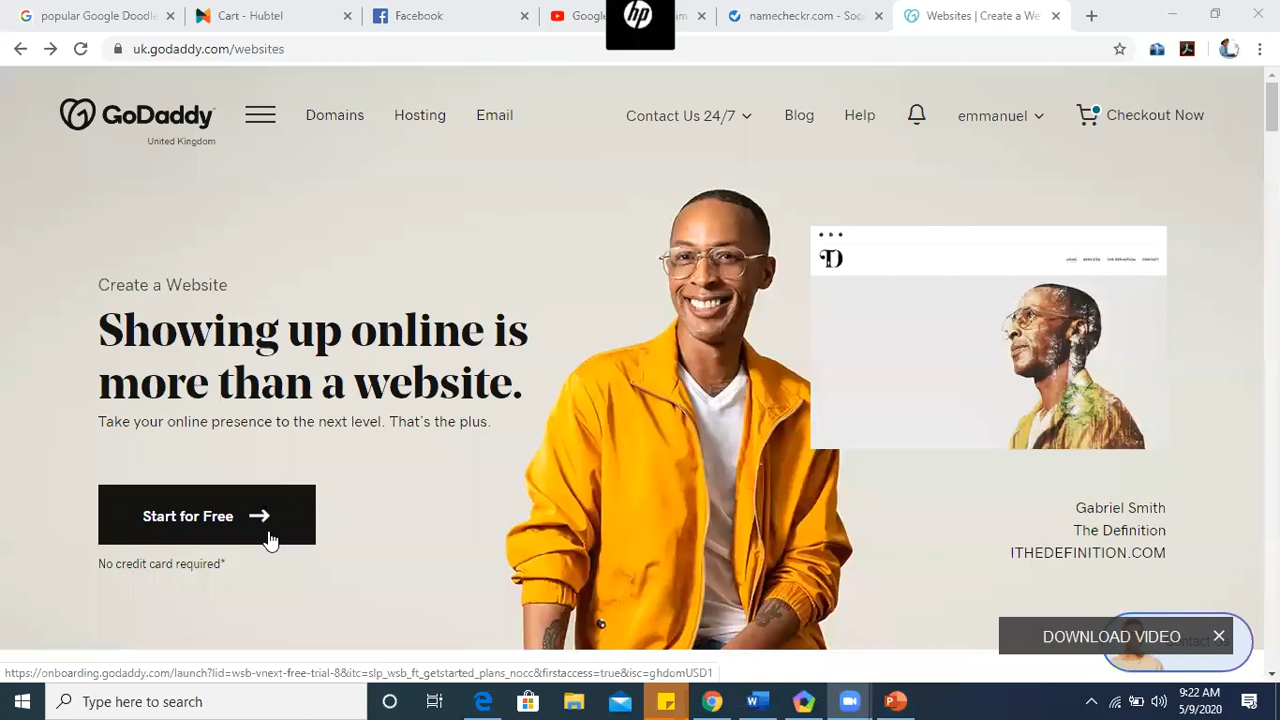 popular Google Doodle
Cart - Hubtel
Facebook
hp
namecheckr.com - Soc
Websites | Create a We
uk.godaddy.com/websites
GoDaddy
United Kingdom
Domains
Hosting
Email
Contact Us 24/7
Blog
Help
emmanuel
Checkout Now
Create a Website
Showing up online is
more than a website.
Take your online presence to the next level. That's the plus.
Start for Free
No credit card required*
D
Gabriel Smith
The Definition
ITHEDEFINITION.COM
DOWNLOAD VIDEO
Contact Us
https://onboarding.godaddy.com/launch?lid=wsb-vnext-free-trial-8&itc=slp_wsb_ft_getstarted_plans_nocc&firstaccess=true&isc=ghdomUSD1
Type here to search
9:22 AM
5/9/2020